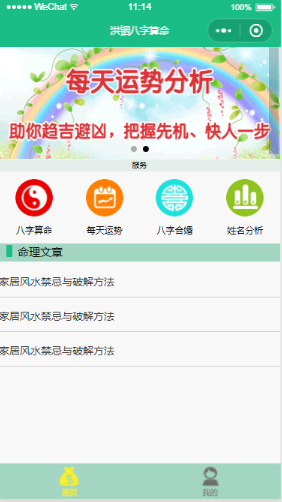 WeChat 11:14 100%
洪铟八字算命
每天运势分析
助你趋吉避凶，把握先机、快人一步
服务
八字算命 每天运势 八字合婚 姓名分析
命理文章
家居风水禁忌与破解方法
家居风水禁忌与破解方法
家居风水禁忌与破解方法
我的